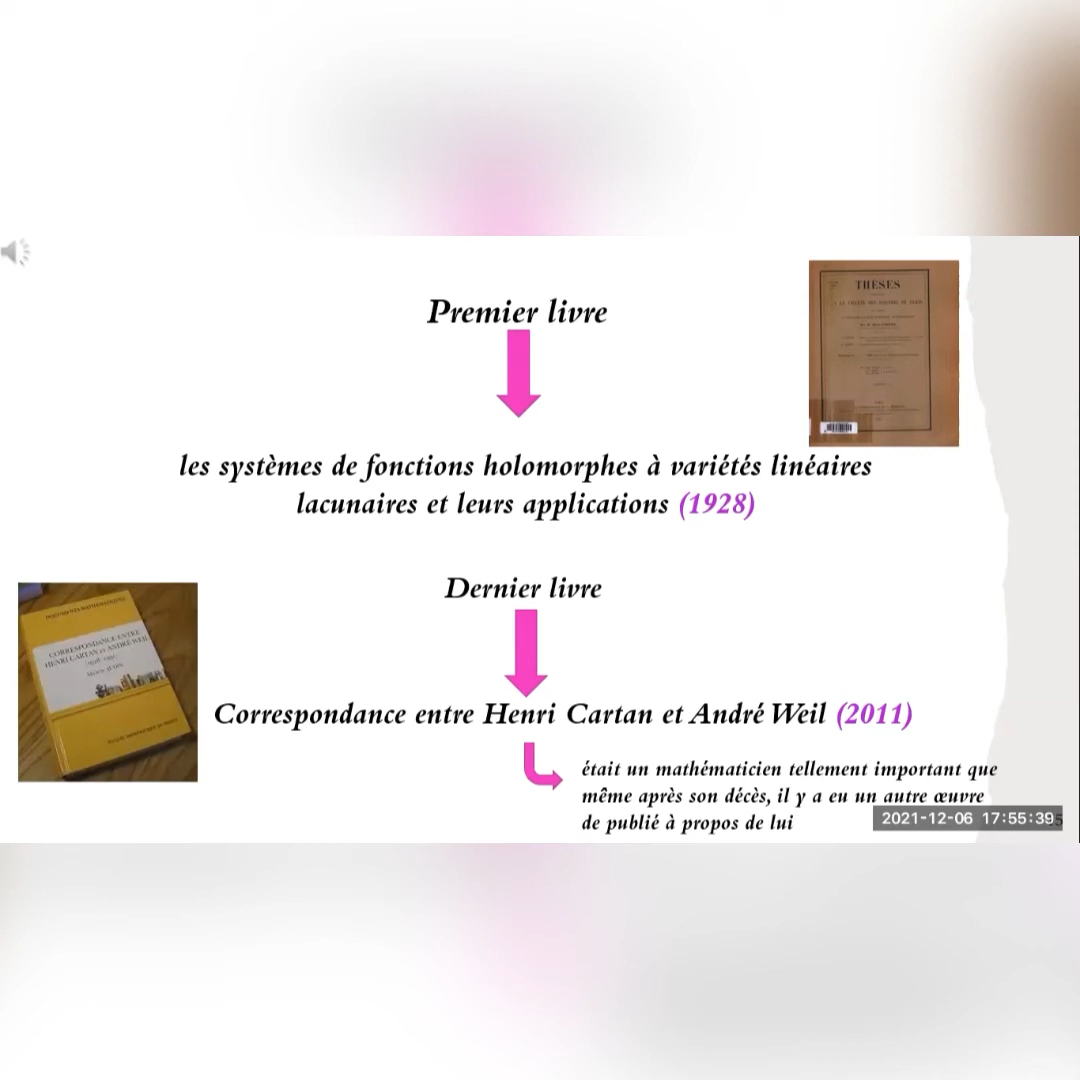 THÈSES
Premier livre
les systèmes de fonctions holomorphes à variétés linéaires
lacunaires et leurs applications (1928)
Dernier livre
CORRESPONDANCE ENTRE
HENRI CARTAN ET ANDRÉ WEIL
Correspondance entre Henri Cartan et André Weil (2011)
était un mathématicien tellement important que
même après son décès, il y a eu un autre œuvre
de publié à propos de lui
2021-12-06 17:55:39